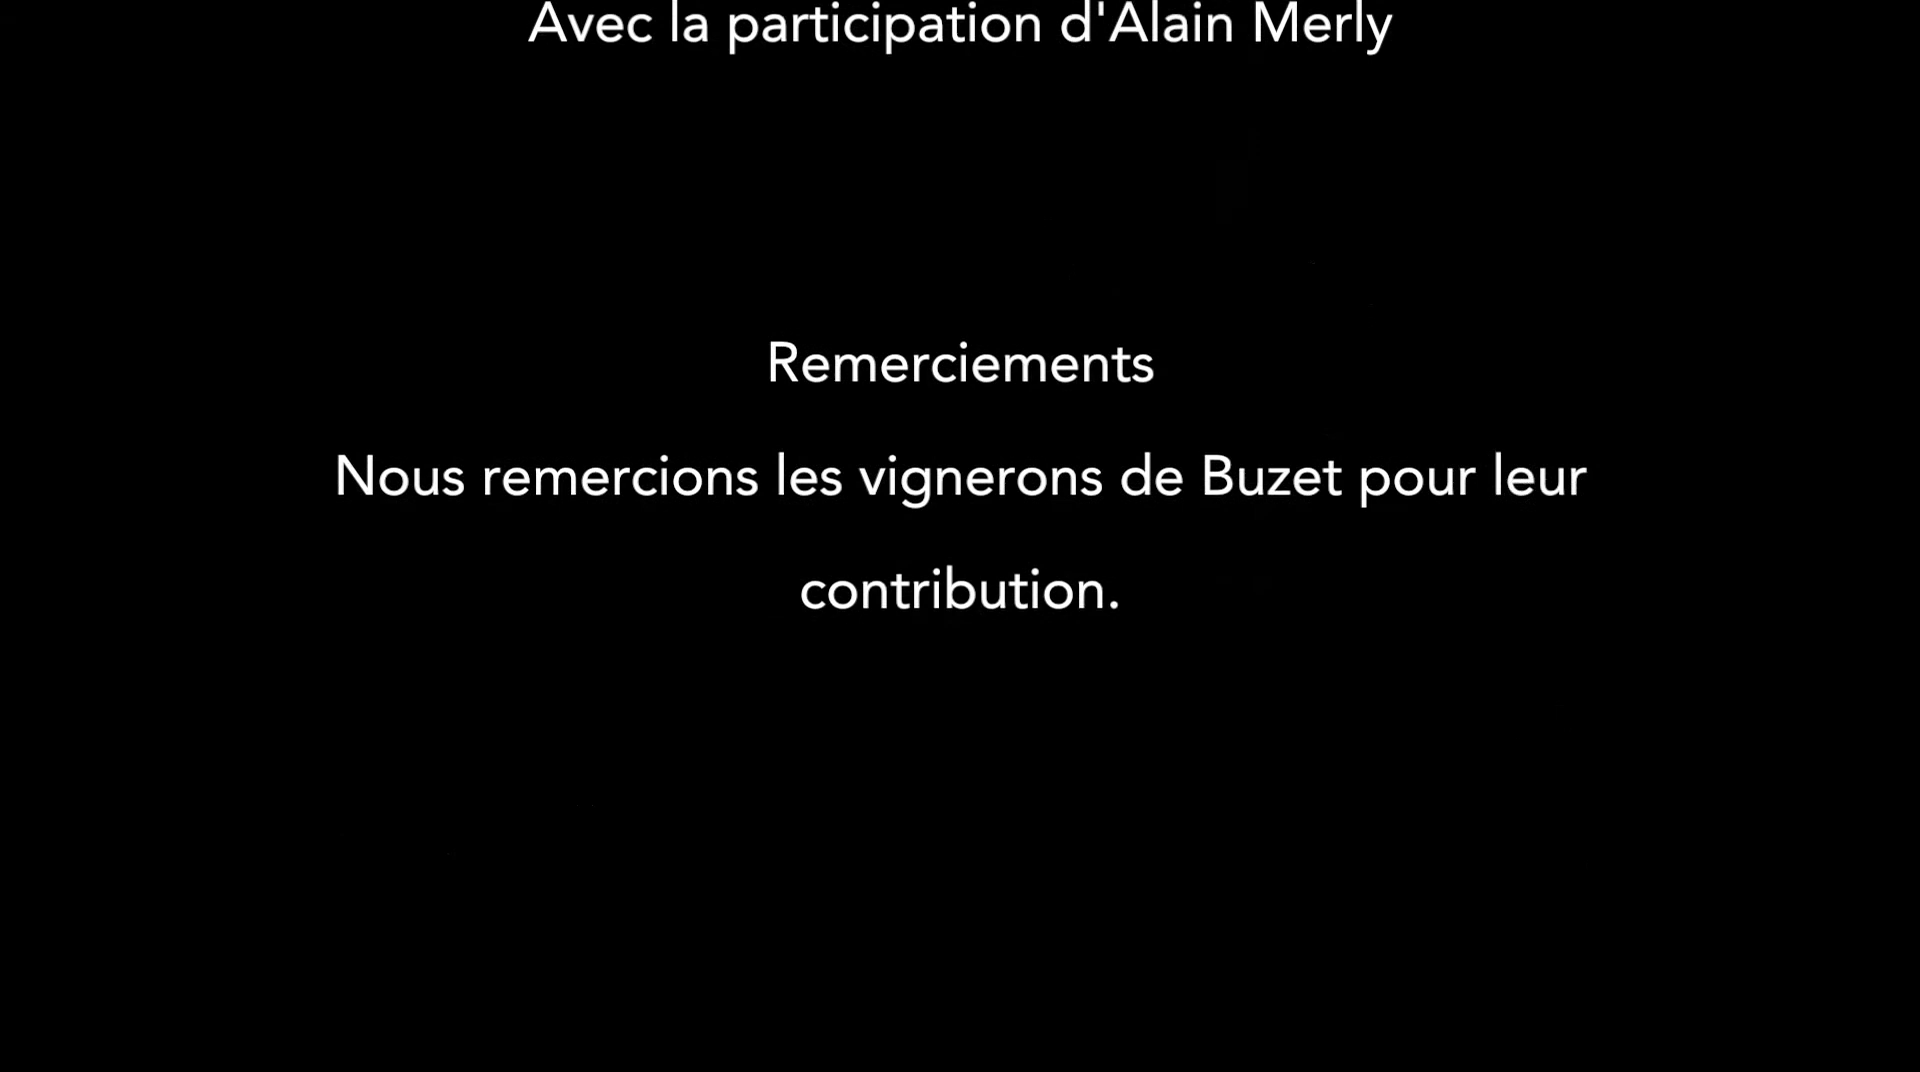 Avec la participation d'Alain Merly
Remerciements
Nous remercions les vignerons de Buzet pour leur
contribution.